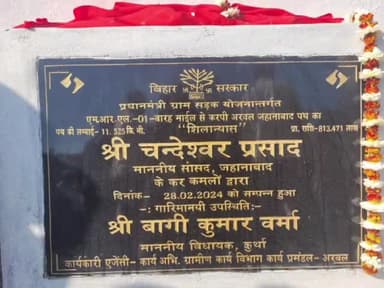 बिहार सरकार
प्रधानमंत्री ग्राम सड़क योजनान्तर्गत
एम.आर.एल.-01-बारह माईल से करपी अरवल जहानाबाद पथ का
पथ की लम्बाई- 11.525 कि.मी. प्रा. राशि-813.471 लाख
"शिलान्यास"
श्री चन्देश्वर प्रसाद
माननीय सांसद, जहानाबाद
के कर कमलों द्वारा
दिनांक- 28.02.2024 को सम्पन्न हुआ
-: गरिमामयी उपस्थिति:-
श्री बागी कुमार वर्मा
माननीय विधायक, कुर्था
कार्यकारी एजेंसी- कार्य अभि. ग्रामीण कार्य विभाग कार्य प्रमंडल- अरवल